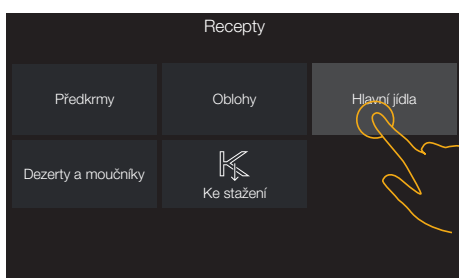 Recepty
Předkrmy
Oblohy
Hlavní jídla
Dezerty a moučníky
Ke stažení